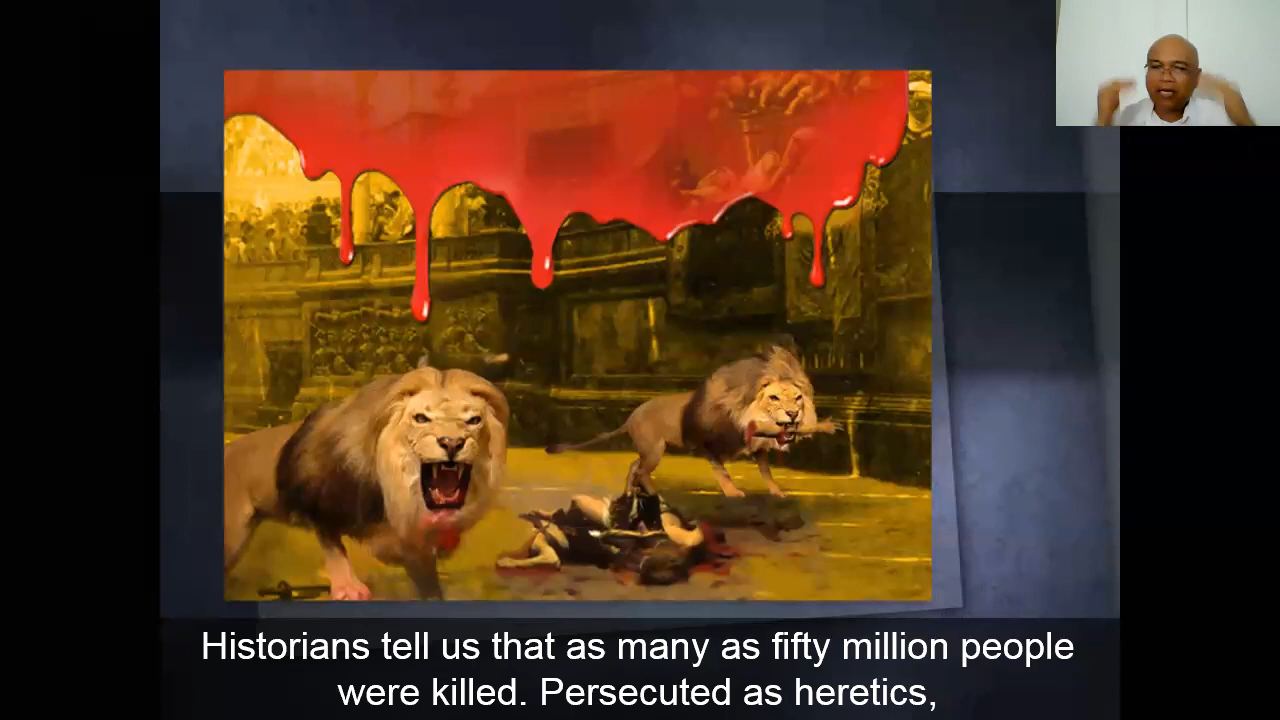 Historians tell us that as many as fifty million people
were killed. Persecuted as heretics,